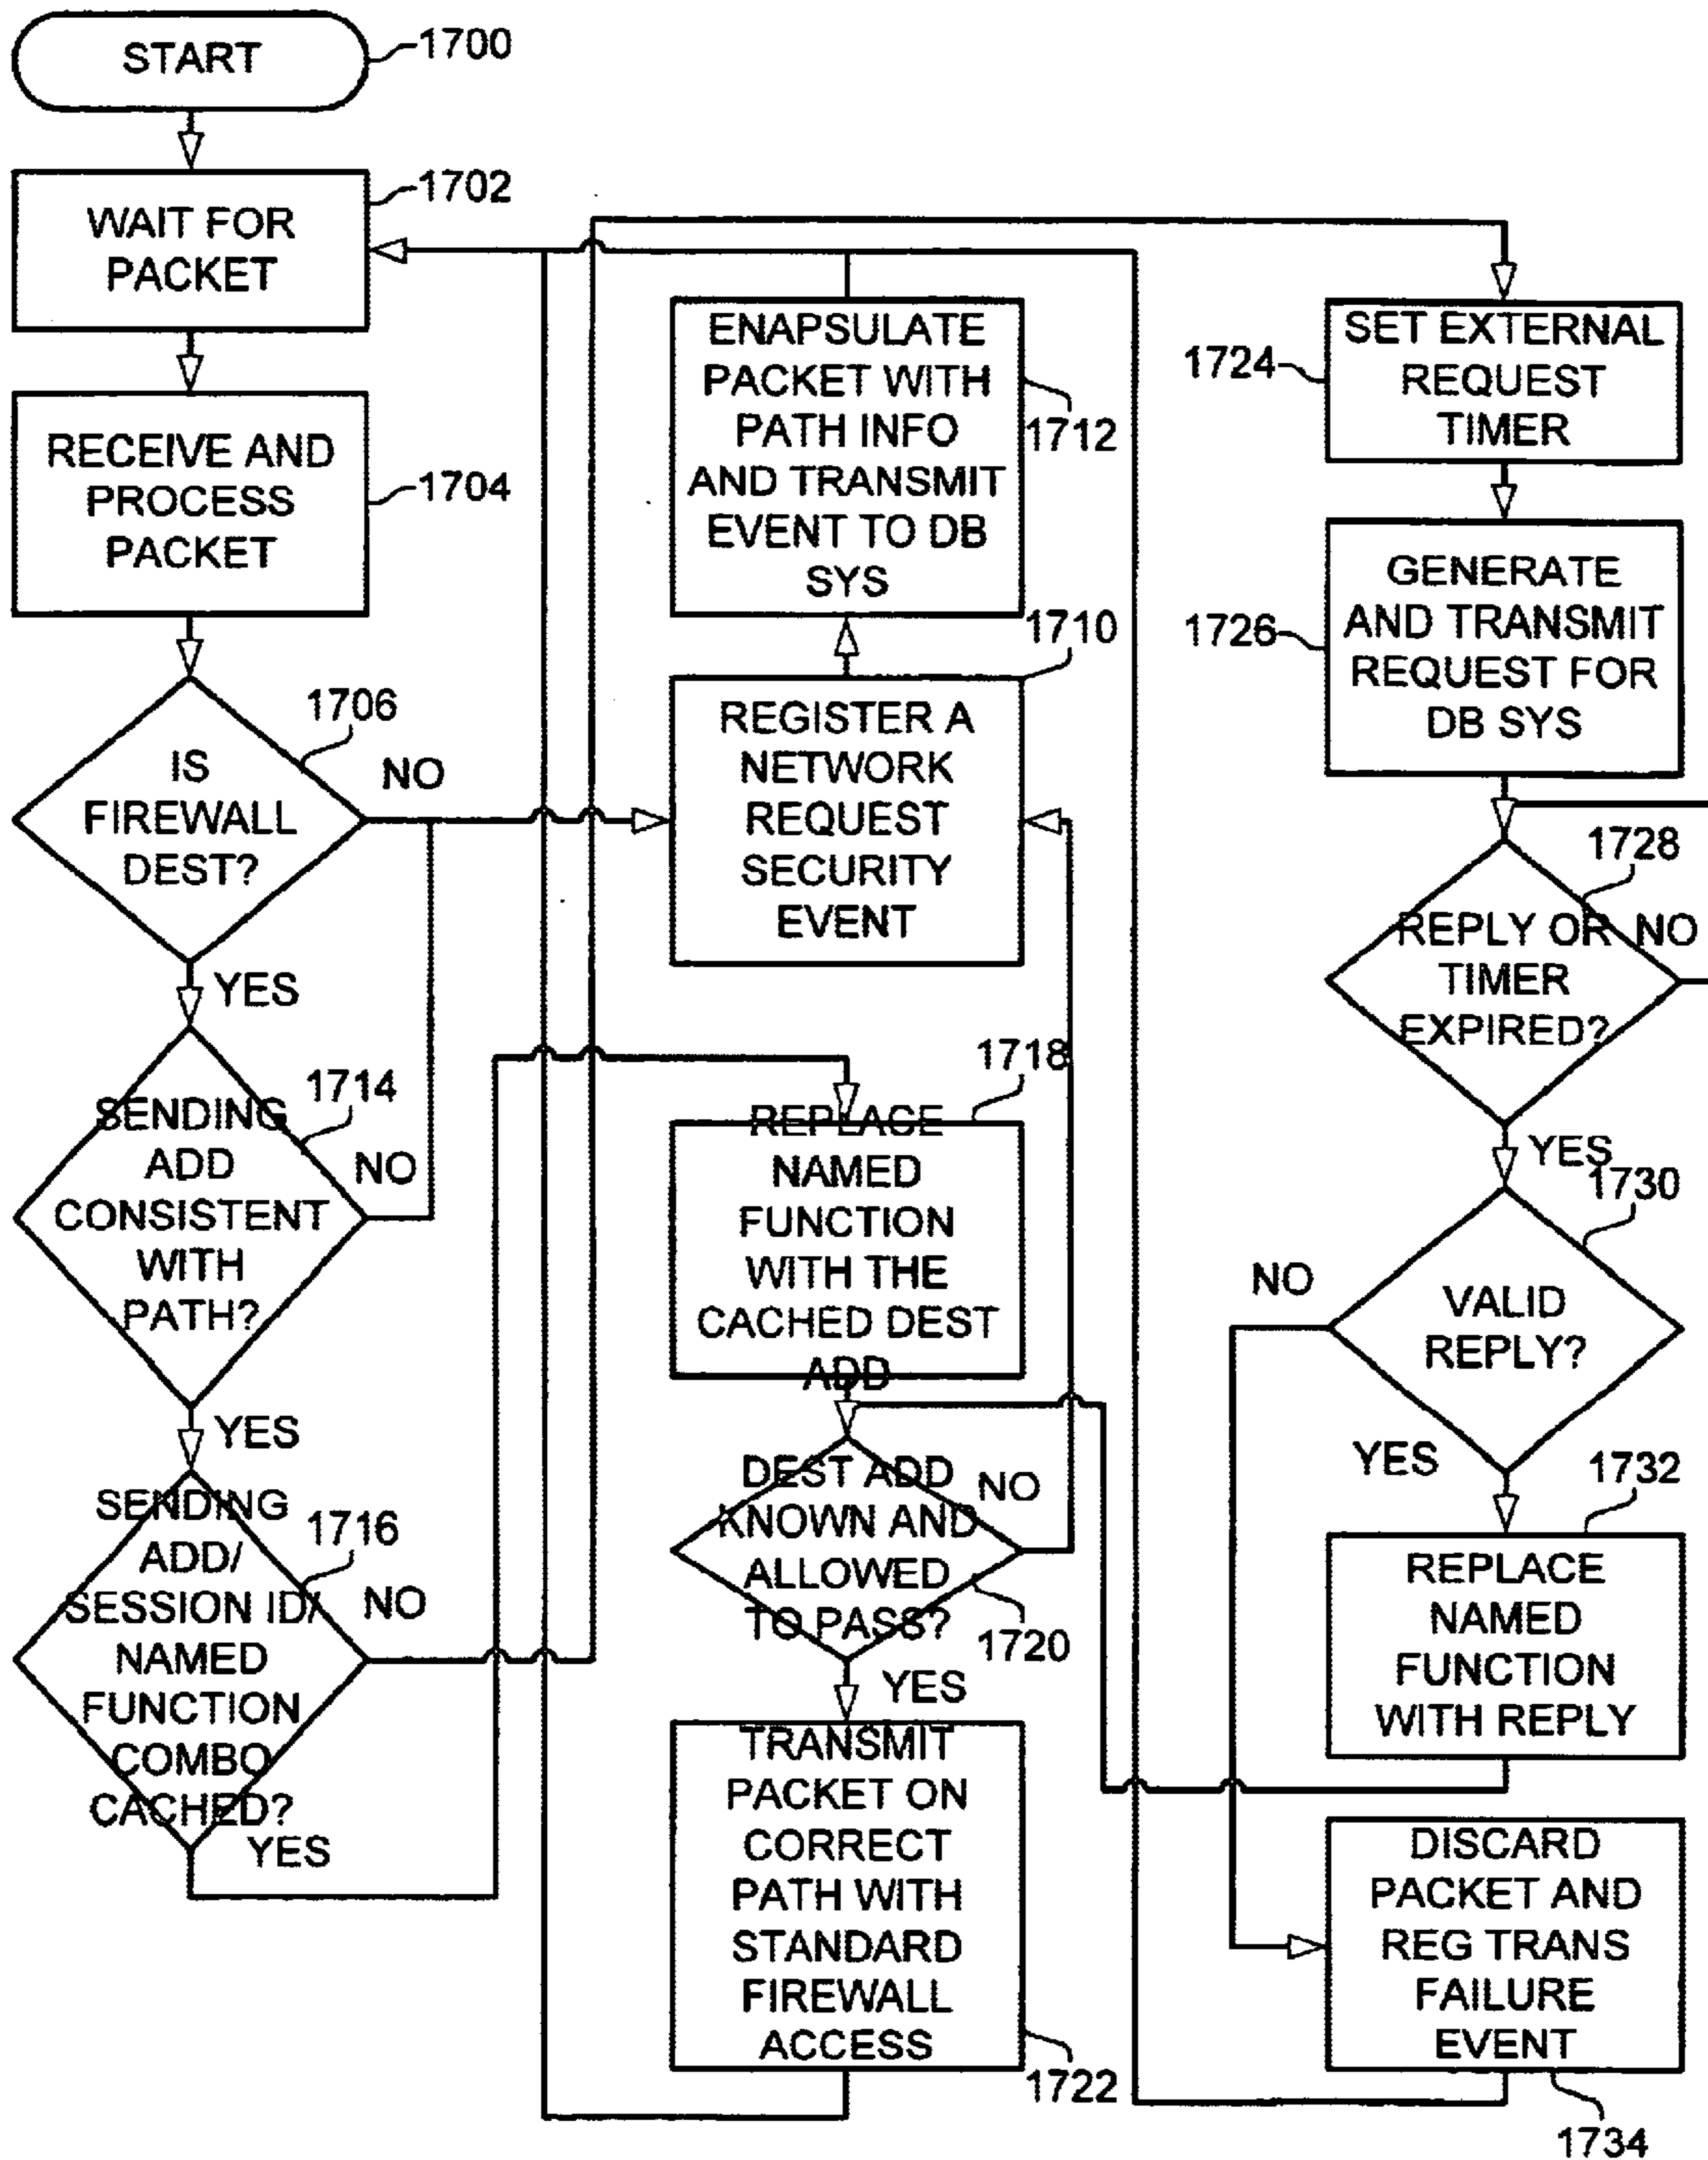 START
1700
WAIT FOR
PACKET
1702
RECEIVE AND
PROCESS
PACKET
1704
IS
FIREWALL
DEST?
1706
NO
YES
SENDING
ADD
CONSISTENT
WITH
PATH?
1714
NO
YES
SENDING
ADD/
SESSION ID/
NAMED
FUNCTION
COMBO
CACHED?
1716
NO
YES
ENAPSULATE
PACKET WITH
PATH INFO
AND TRANSMIT
EVENT TO DB
SYS
1712
1710
REGISTER A
NETWORK
REQUEST
SECURITY
EVENT
1718
REPLACE
NAMED
FUNCTION
WITH THE
CACHED DEST
ADD
DEST ADD
KNOWN AND
ALLOWED
TO PASS?
NO
1720
YES
TRANSMIT
PACKET ON
CORRECT
PATH WITH
STANDARD
FIREWALL
ACCESS
1722
1724
SET EXTERNAL
REQUEST
TIMER
1726
GENERATE
AND TRANSMIT
REQUEST FOR
DB SYS
1728
REPLY OR
TIMER
EXPIRED?
NO
YES
1730
VALID
REPLY?
NO
YES
1732
REPLACE
NAMED
FUNCTION
WITH REPLY
DISCARD
PACKET AND
REG TRANS
FAILURE
EVENT
1734